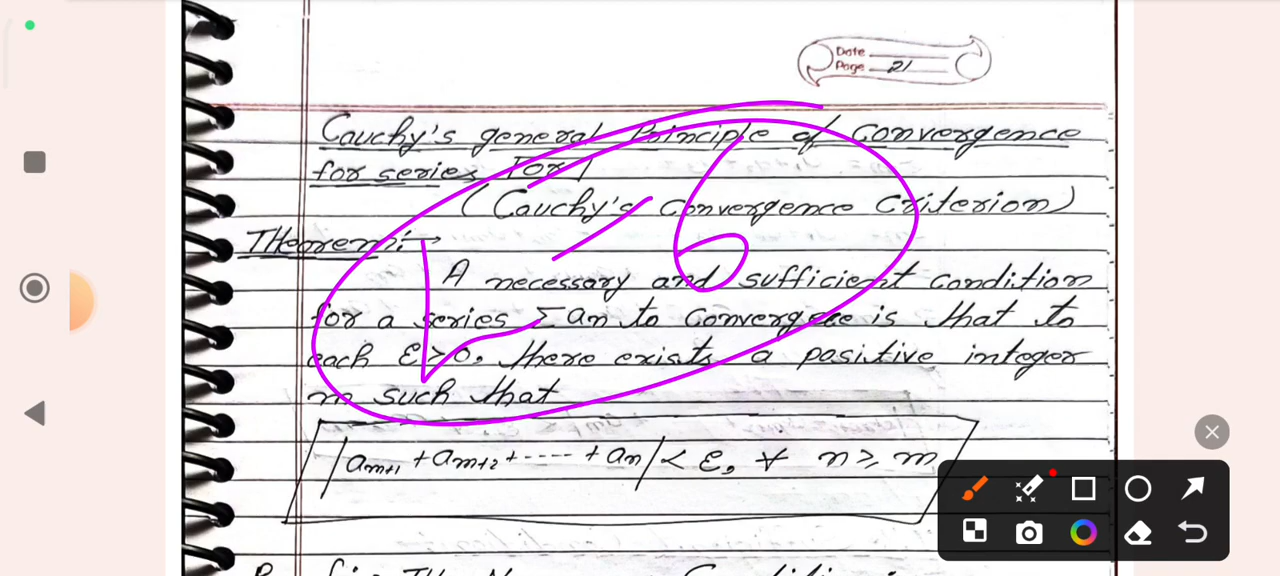 Date
Page 21
Cauchy's general Principle of Convergence
for series [OR]
(Cauchy's Convergence Criterion)
THeorem:→
A necessary and sufficient condition
for a series Σan to Convergece is that to
each ε>0, there exists a positive integer
m such that
|am+1 + am+2 + ---- + an| < ε, ∀ n ≥ m